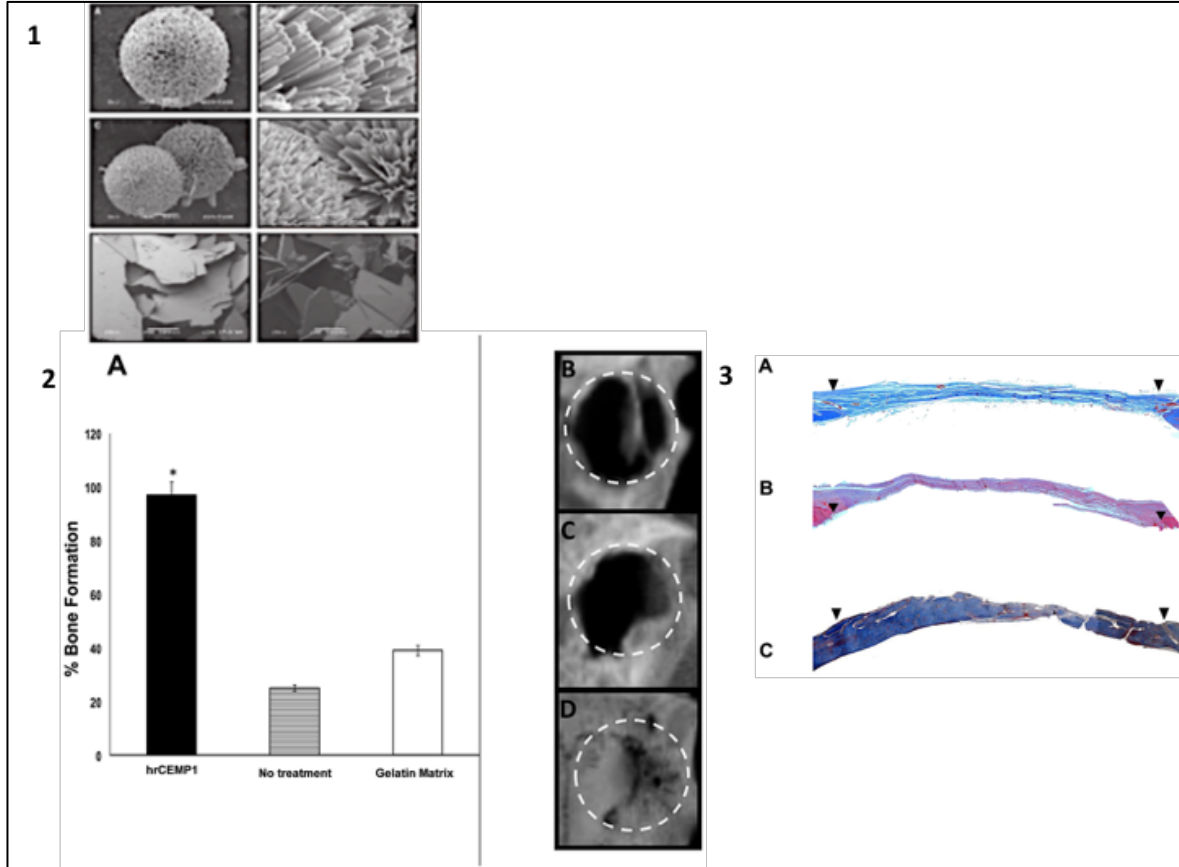 1
A
C
2
A
% Bone Formation
120
100
80
60
40
20
0
*
hrCEMP1
No treatment
Gelatin Matrix
B
C
D
3
A
B
C